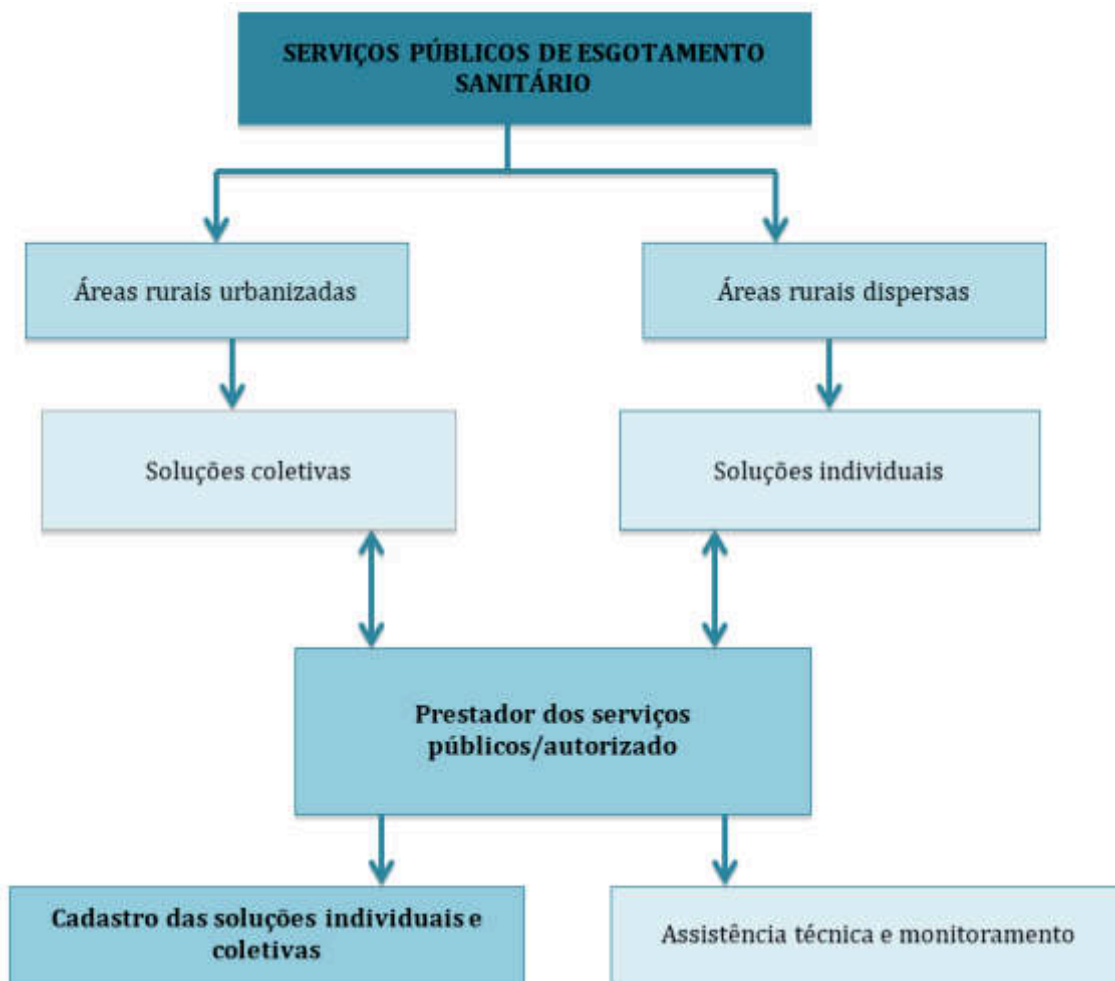 SERVIÇOS PÚBLICOS DE ESGOTAMENTO
SANITÁRIO
Áreas rurais urbanizadas
Áreas rurais dispersas
Soluções coletivas
Soluções individuais
Prestador dos serviços
públicos/autorizado
Cadastro das soluções individuais e
coletivas
Assistência técnica e monitoramento